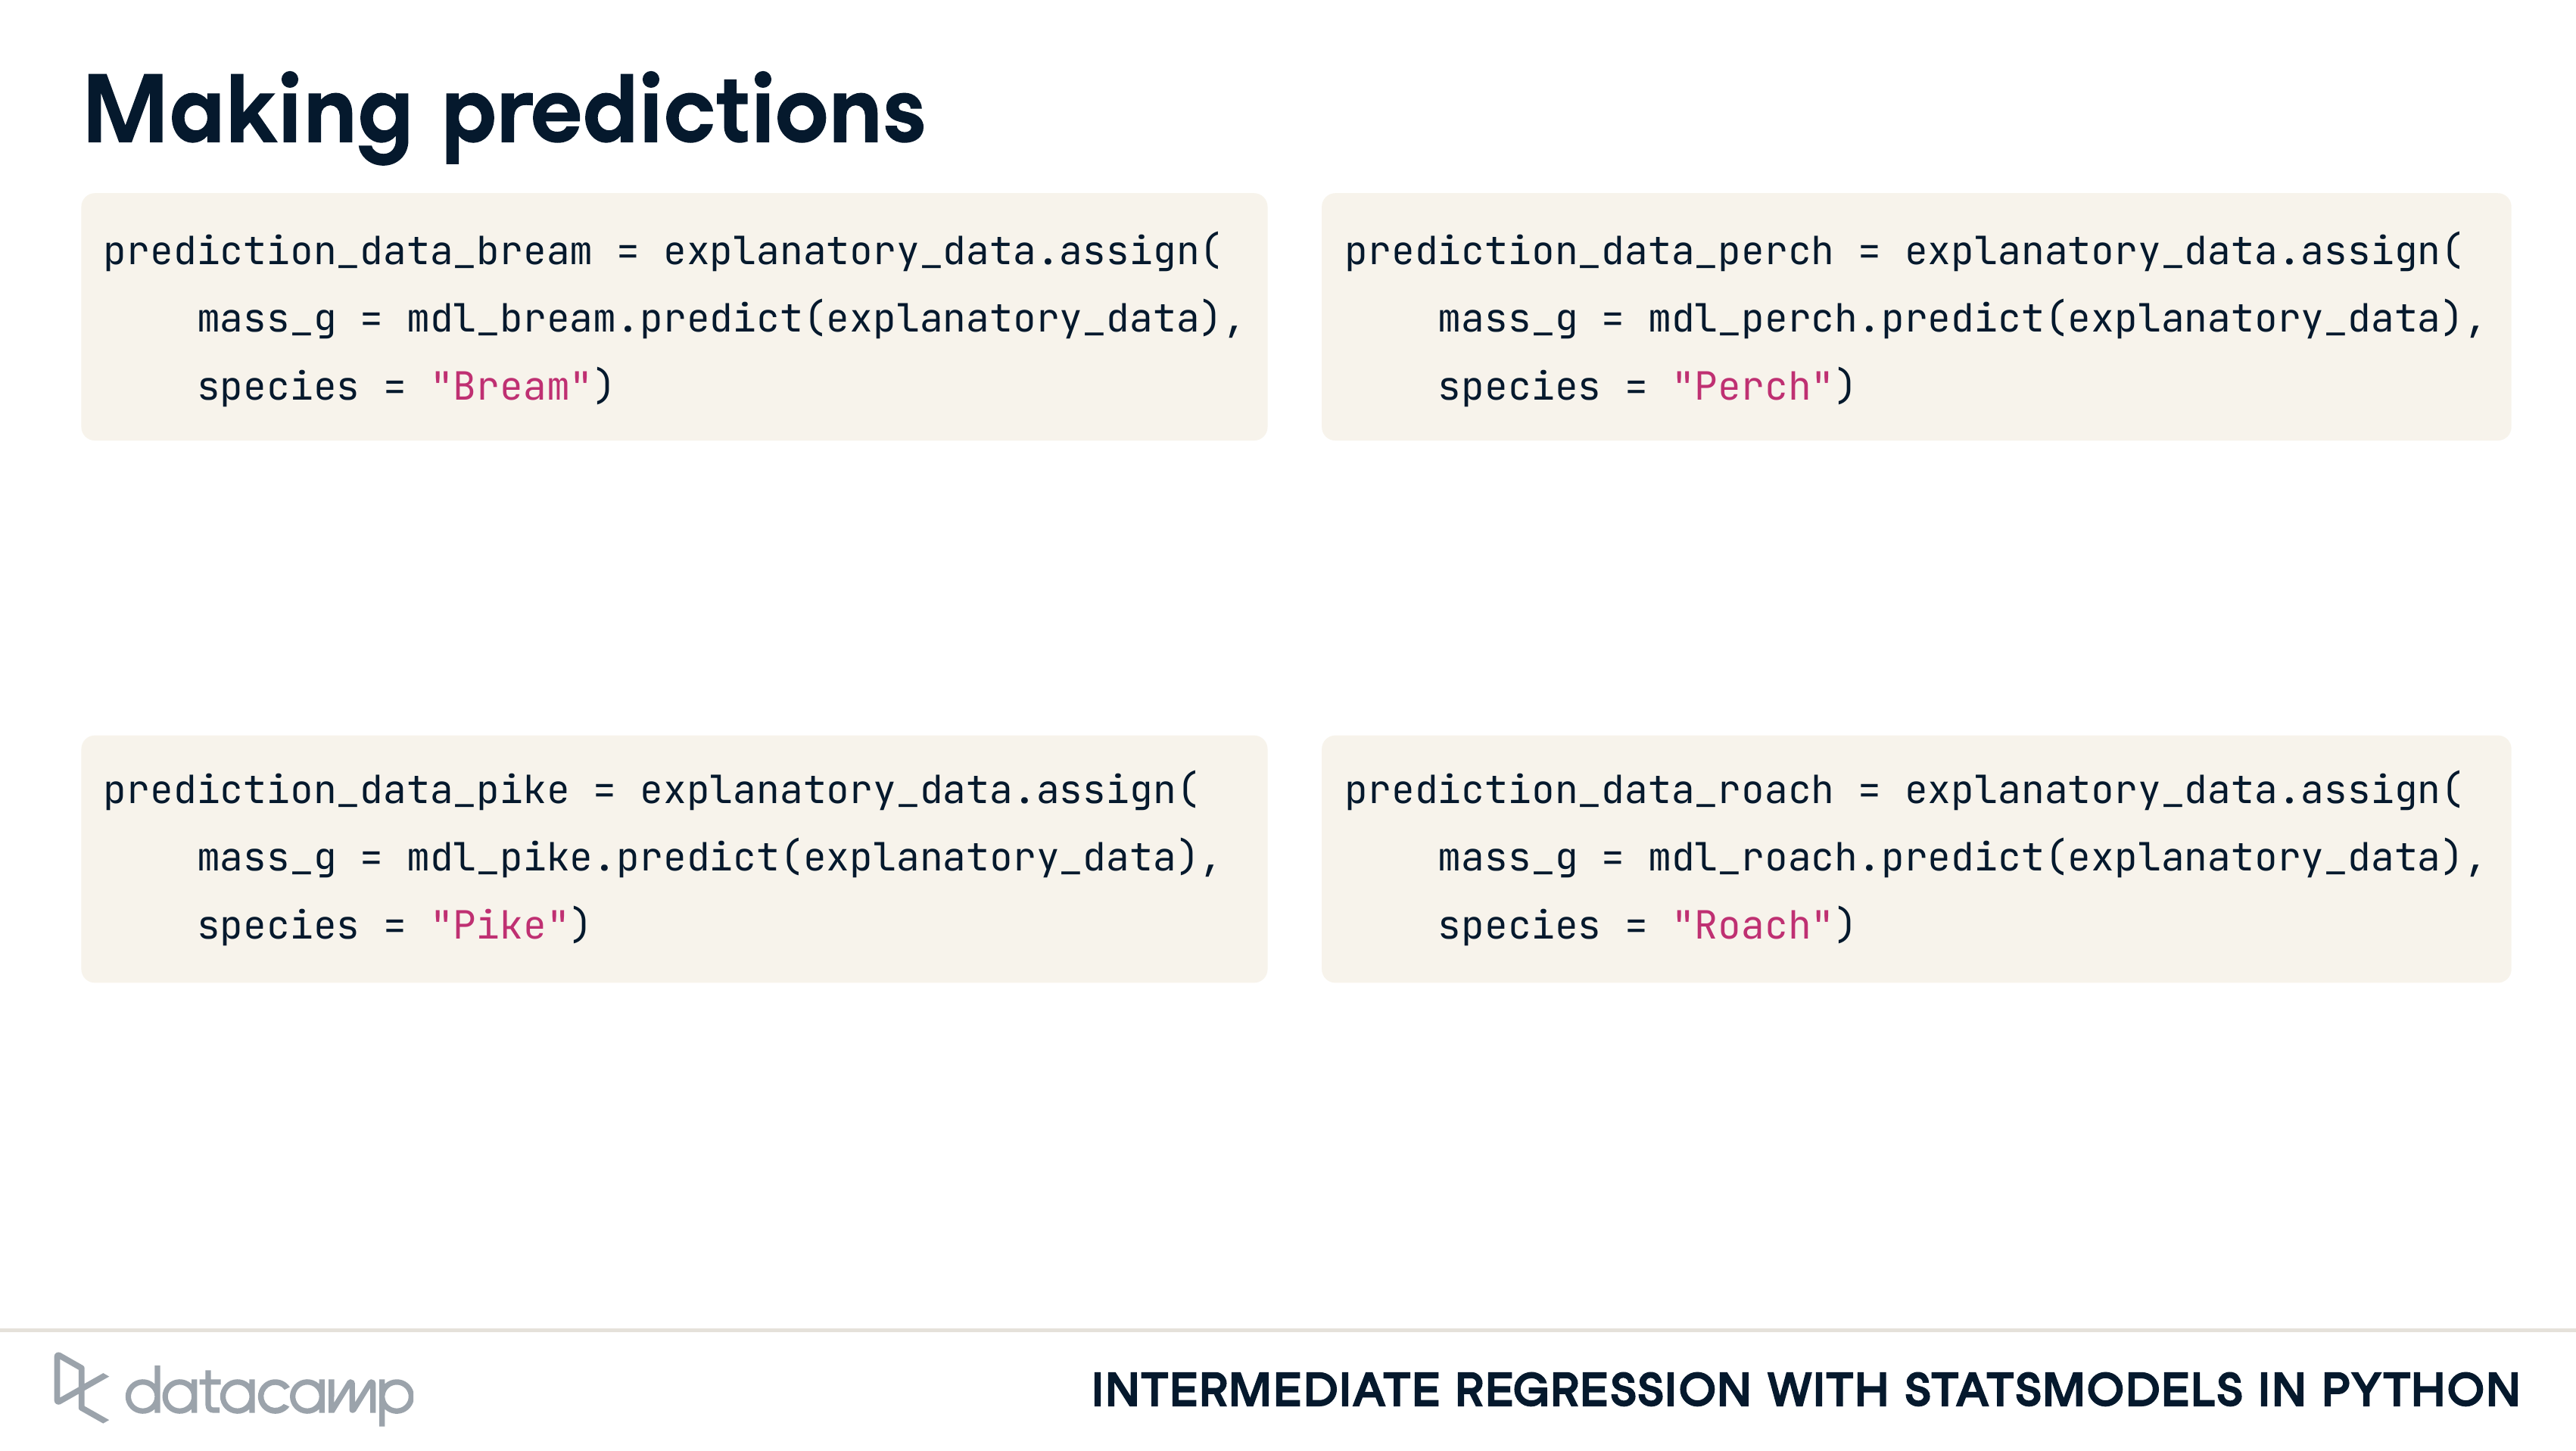 Making predictions
prediction_data_bream = explanatory_data.assign(
    mass_g = mdl_bream.predict(explanatory_data),
    species = "Bream")
prediction_data_perch = explanatory_data.assign(
    mass_g = mdl_perch.predict(explanatory_data),
    species = "Perch")
prediction_data_pike = explanatory_data.assign(
    mass_g = mdl_pike.predict(explanatory_data),
    species = "Pike")
prediction_data_roach = explanatory_data.assign(
    mass_g = mdl_roach.predict(explanatory_data),
    species = "Roach")
datacamp
INTERMEDIATE REGRESSION WITH STATSMODELS IN PYTHON